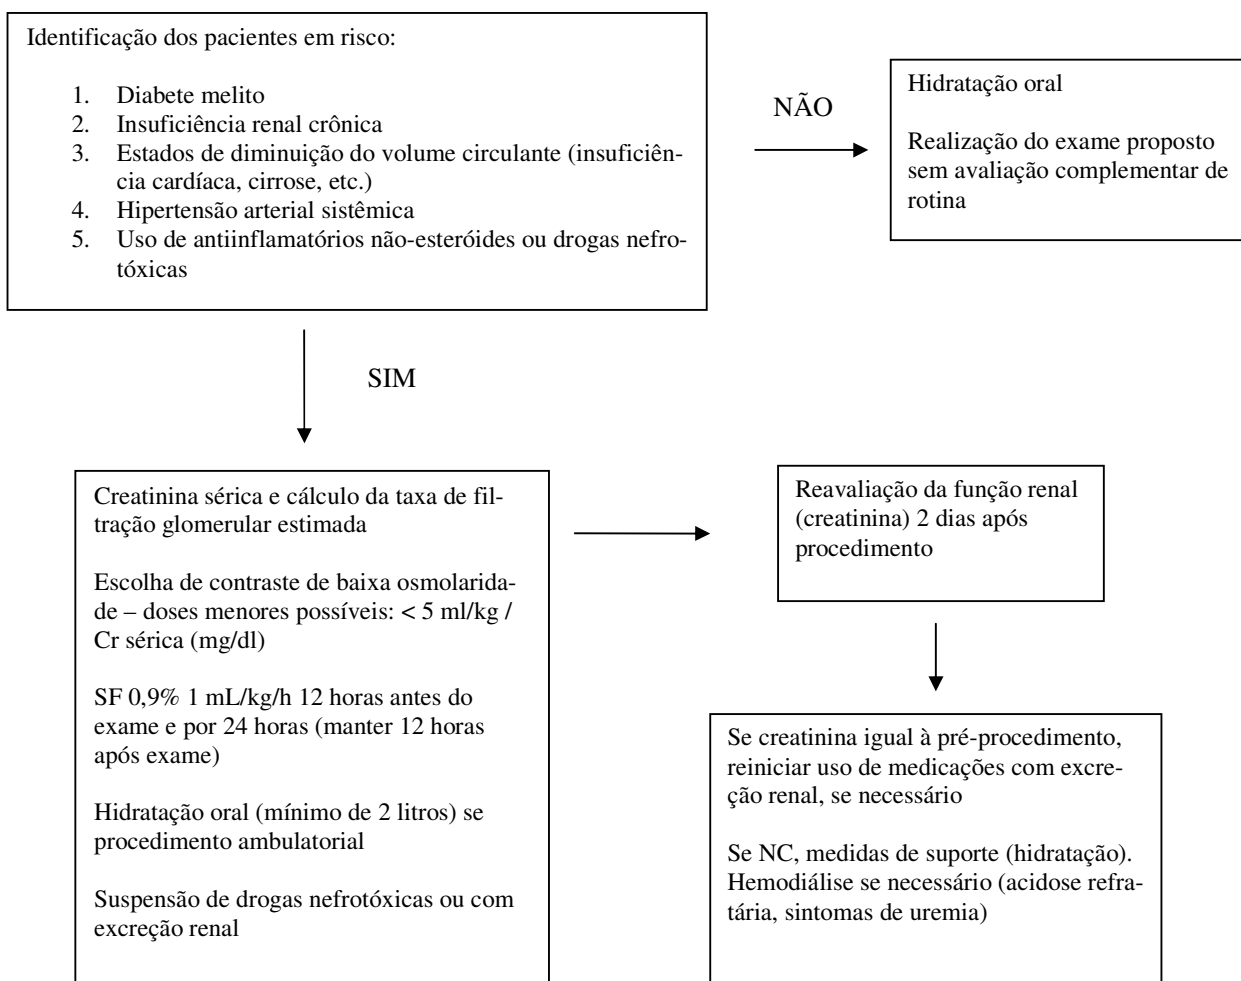 Identificação dos pacientes em risco:
1. Diabete melito
2. Insuficiência renal crônica
3. Estados de diminuição do volume circulante (insuficiên-
cia cardíaca, cirrose, etc.)
4. Hipertensão arterial sistêmica
5. Uso de antiinflamatórios não-esteróides ou drogas nefro-
tóxicas
NÃO
Hidratação oral
Realização do exame proposto
sem avaliação complementar de
rotina
SIM
Creatinina sérica e cálculo da taxa de fil-
tração glomerular estimada
Escolha de contraste de baixa osmolarida-
de – doses menores possíveis: < 5 ml/kg /
Cr sérica (mg/dl)
SF 0,9% 1 mL/kg/h 12 horas antes do
exame e por 24 horas (manter 12 horas
após exame)
Hidratação oral (mínimo de 2 litros) se
procedimento ambulatorial
Suspensão de drogas nefrotóxicas ou com
excreção renal
Reavaliação da função renal
(creatinina) 2 dias após
procedimento
Se creatinina igual à pré-procedimento,
reiniciar uso de medicações com excre-
ção renal, se necessário
Se NC, medidas de suporte (hidratação).
Hemodiálise se necessário (acidose refra-
tária, sintomas de uremia)